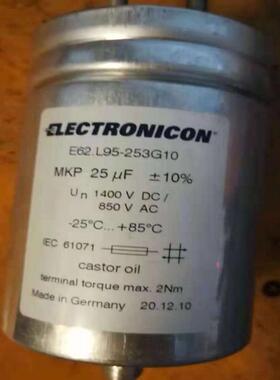 ELECTRONICON
E62.L95-253G10
MKP 25 µF ±10%
Un 1400 V DC/
850 V AC
-25°C...+85°C
IEC 61071
castor oil
terminal torque max. 2Nm
Made in Germany 20.12.10